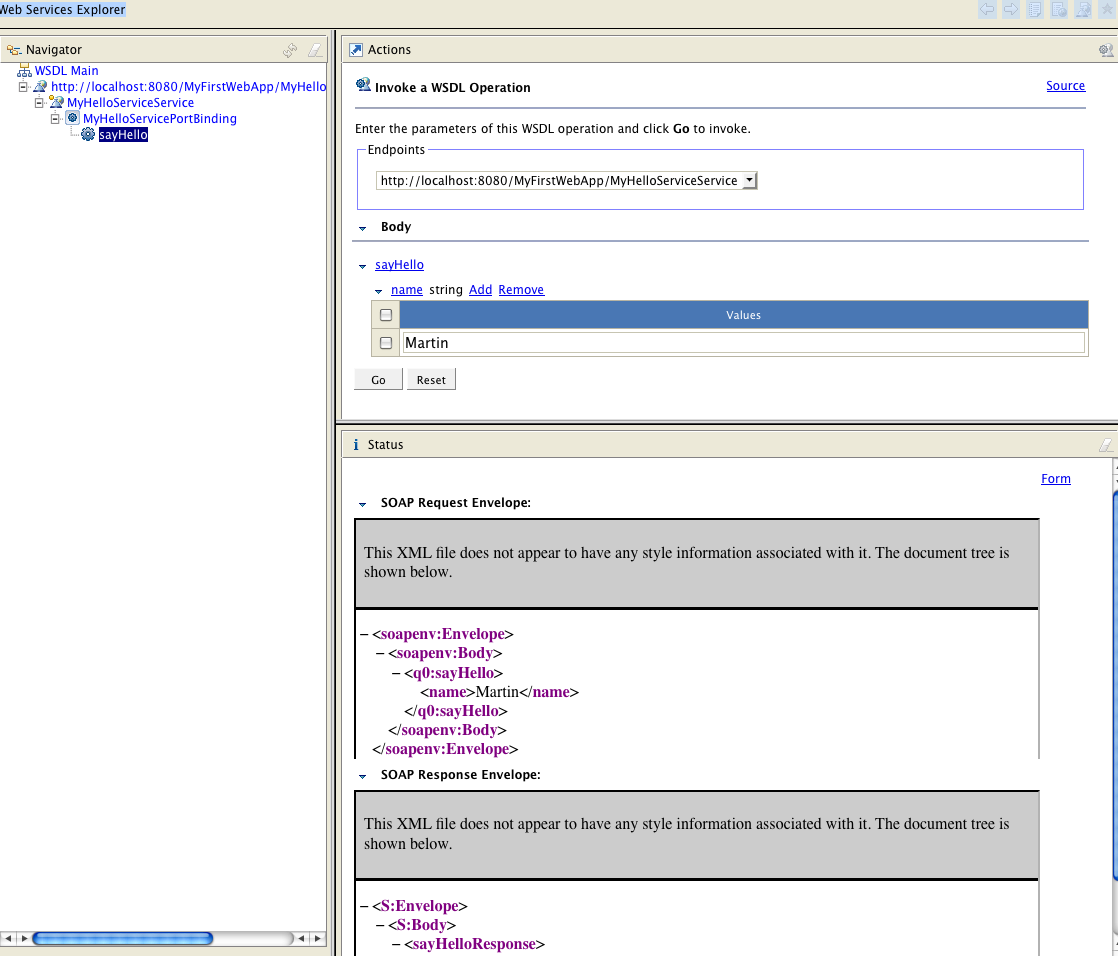 Web Services Explorer
Navigator
WSDL Main
http://localhost:8080/MyFirstWebApp/MyHello
MyHelloServiceService
MyHelloServicePortBinding
sayHello
Actions
Invoke a WSDL Operation
Source
Enter the parameters of this WSDL operation and click Go to invoke.
Endpoints
http://localhost:8080/MyFirstWebApp/MyHelloServiceService
Body
sayHello
name string Add Remove
Values
Martin
Go Reset
i Status
Form
SOAP Request Envelope:
This XML file does not appear to have any style information associated with it. The document tree is
shown below.
– <soapenv:Envelope>
– <soapenv:Body>
– <q0:sayHello>
<name>Martin</name>
</q0:sayHello>
</soapenv:Body>
</soapenv:Envelope>
SOAP Response Envelope:
This XML file does not appear to have any style information associated with it. The document tree is
shown below.
– <S:Envelope>
– <S:Body>
– <sayHelloResponse>